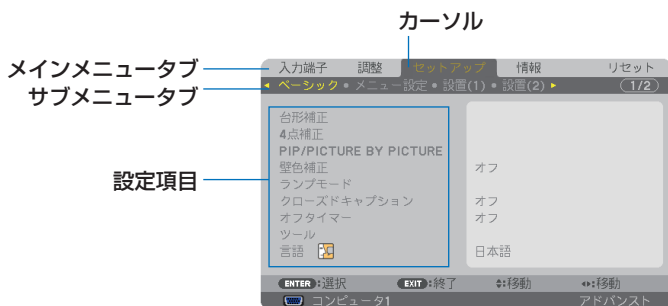 カーソル
メインメニュータブ
サブメニュータブ
設定項目
入力端子 調整 セットアップ 情報 リセット
ベーシック • メニュー設定 • 設置(1) • 設置(2) 1/2
台形補正
4点補正
PIP/PICTURE BY PICTURE
壁色補正 オフ
ランプモード
クローズドキャプション オフ
オフタイマー オフ
ツール
言語 日本語
ENTER:選択 EXIT:終了 :移動 :移動
コンピュータ1 アドバンスト